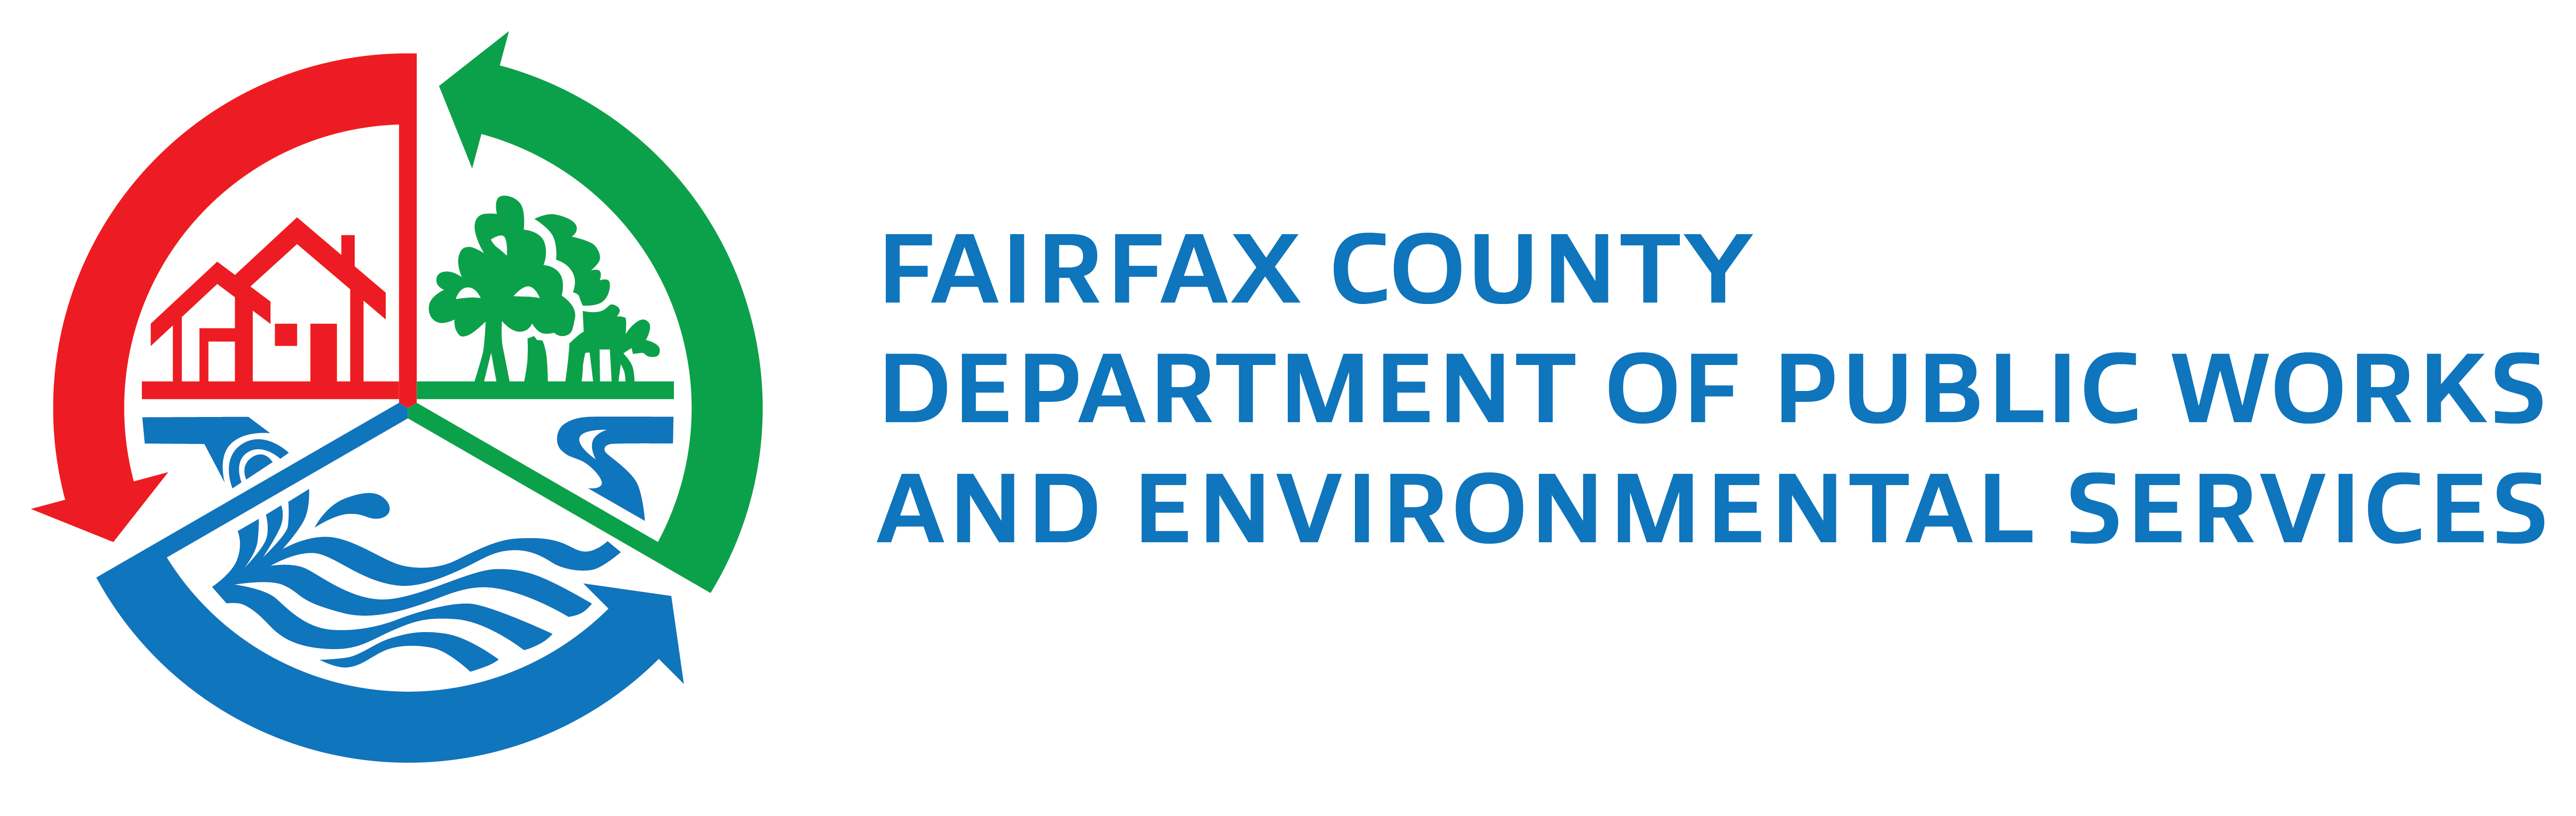 FAIRFAX COUNTY
DEPARTMENT OF PUBLIC WORKS
AND ENVIRONMENTAL SERVICES